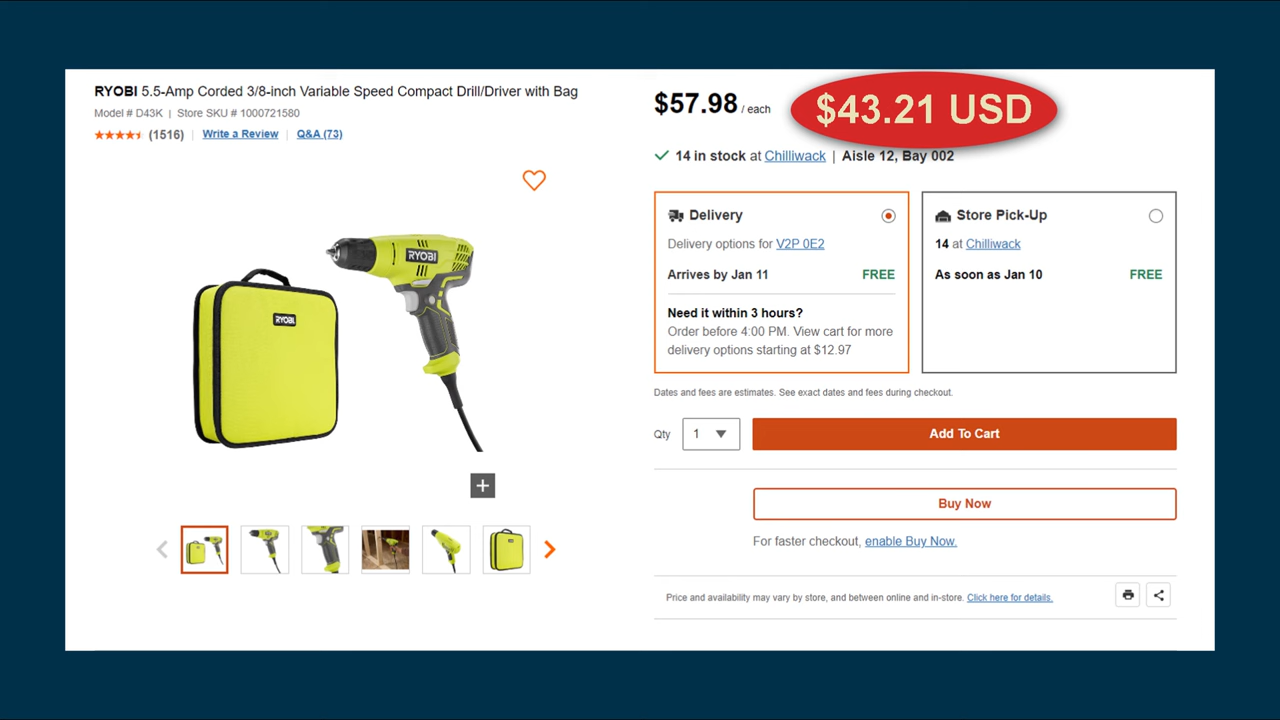 RYOBI 5.5-Amp Corded 3/8-inch Variable Speed Compact Drill/Driver with Bag
Model # D43K | Store SKU # 1000721580
(1516) | Write a Review | Q&A (73)
RYOBI
RYOBI
$57.98 / each
$43.21 USD
14 in stock at Chilliwack | Aisle 12, Bay 002
Delivery
Delivery options for V2P 0E2
Arrives by Jan 11 FREE
Need it within 3 hours?
Order before 4:00 PM. View cart for more
delivery options starting at $12.97
Store Pick-Up
14 at Chilliwack
As soon as Jan 10 FREE
Dates and fees are estimates. See exact dates and fees during checkout.
Qty 1 Add To Cart
Buy Now
For faster checkout, enable Buy Now.
Price and availability may vary by store, and between online and in-store. Click here for details.